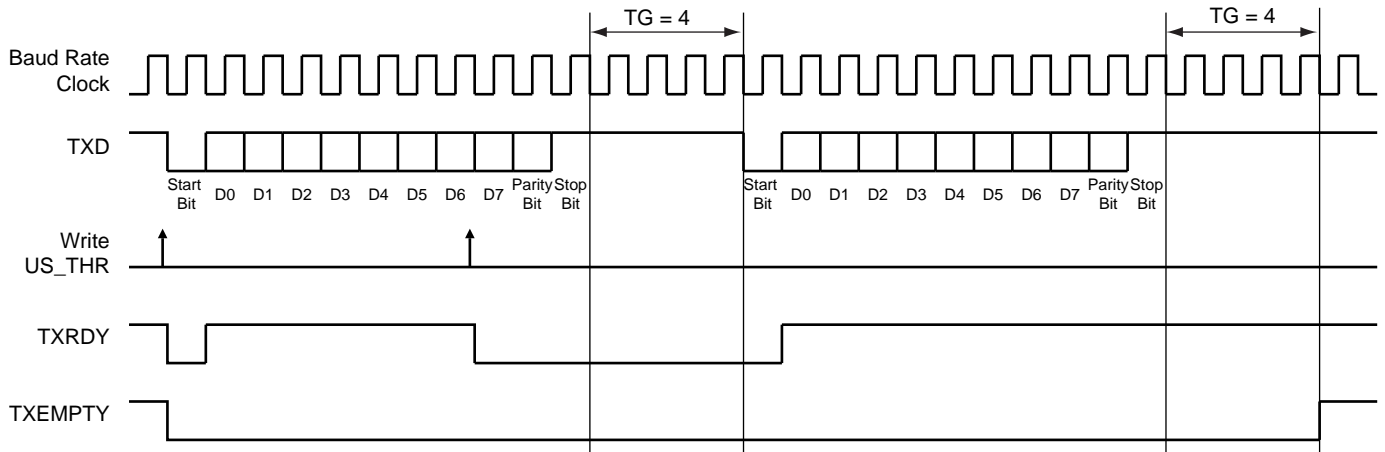 TG = 4
TG = 4
Baud Rate
Clock
TXD
Start
Bit
D0
D1
D2
D3
D4
D5
D6
D7
Parity
Bit
Stop
Bit
Start
Bit
D0
D1
D2
D3
D4
D5
D6
D7
Parity
Bit
Stop
Bit
Write
US_THR
TXRDY
TXEMPTY